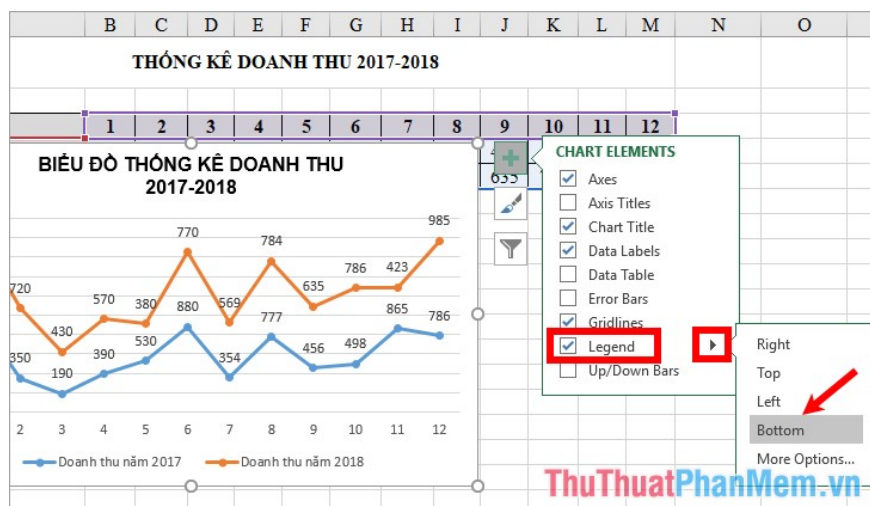 B C D E F G H I J K L M N O
THỐNG KÊ DOANH THU 2017-2018
1 2 3 4 5 6 7 8 9 10 11 12
635
BIỂU ĐỒ THỐNG KÊ DOANH THU
2017-2018
720 430 570 380 770 569 784 635 786 423 985
350 190 390 530 880 354 777 456 498 865 786
2 3 4 5 6 7 8 9 10 11 12
Doanh thu năm 2017 Doanh thu năm 2018
CHART ELEMENTS
Axes
Axis Titles
Chart Title
Data Labels
Data Table
Error Bars
Gridlines
Legend
Up/Down Bars
Right
Top
Left
Bottom
More Options...
ThuThuatPhanMem.vn